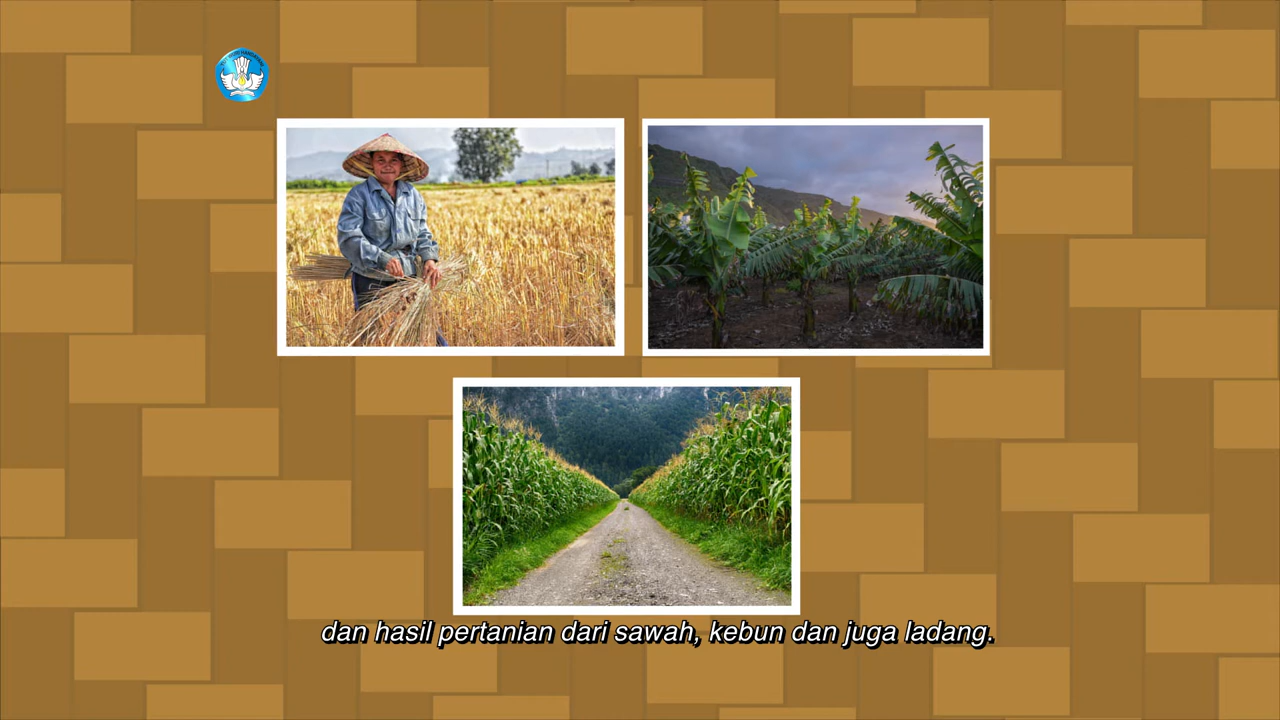 dan hasil pertanian dari sawah, kebun dan juga ladang.